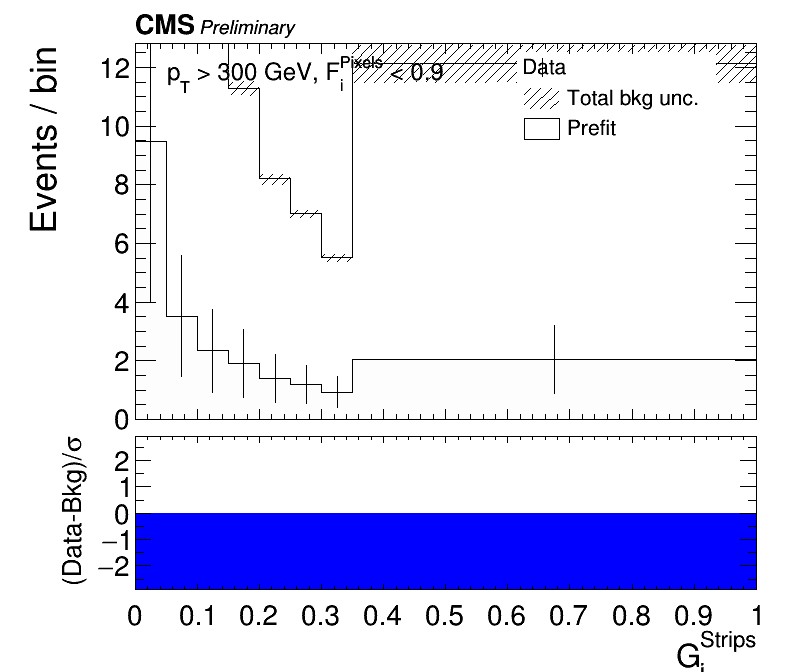 CMS Preliminary
p_T > 300 GeV, F_i^Pixels < 0.9
Data
Total bkg unc.
Prefit
Events / bin
12
10
8
6
4
2
0
(Data-Bkg)/σ
2
1
0
−1
−2
0 0.1 0.2 0.3 0.4 0.5 0.6 0.7 0.8 0.9 1
G_i^Strips